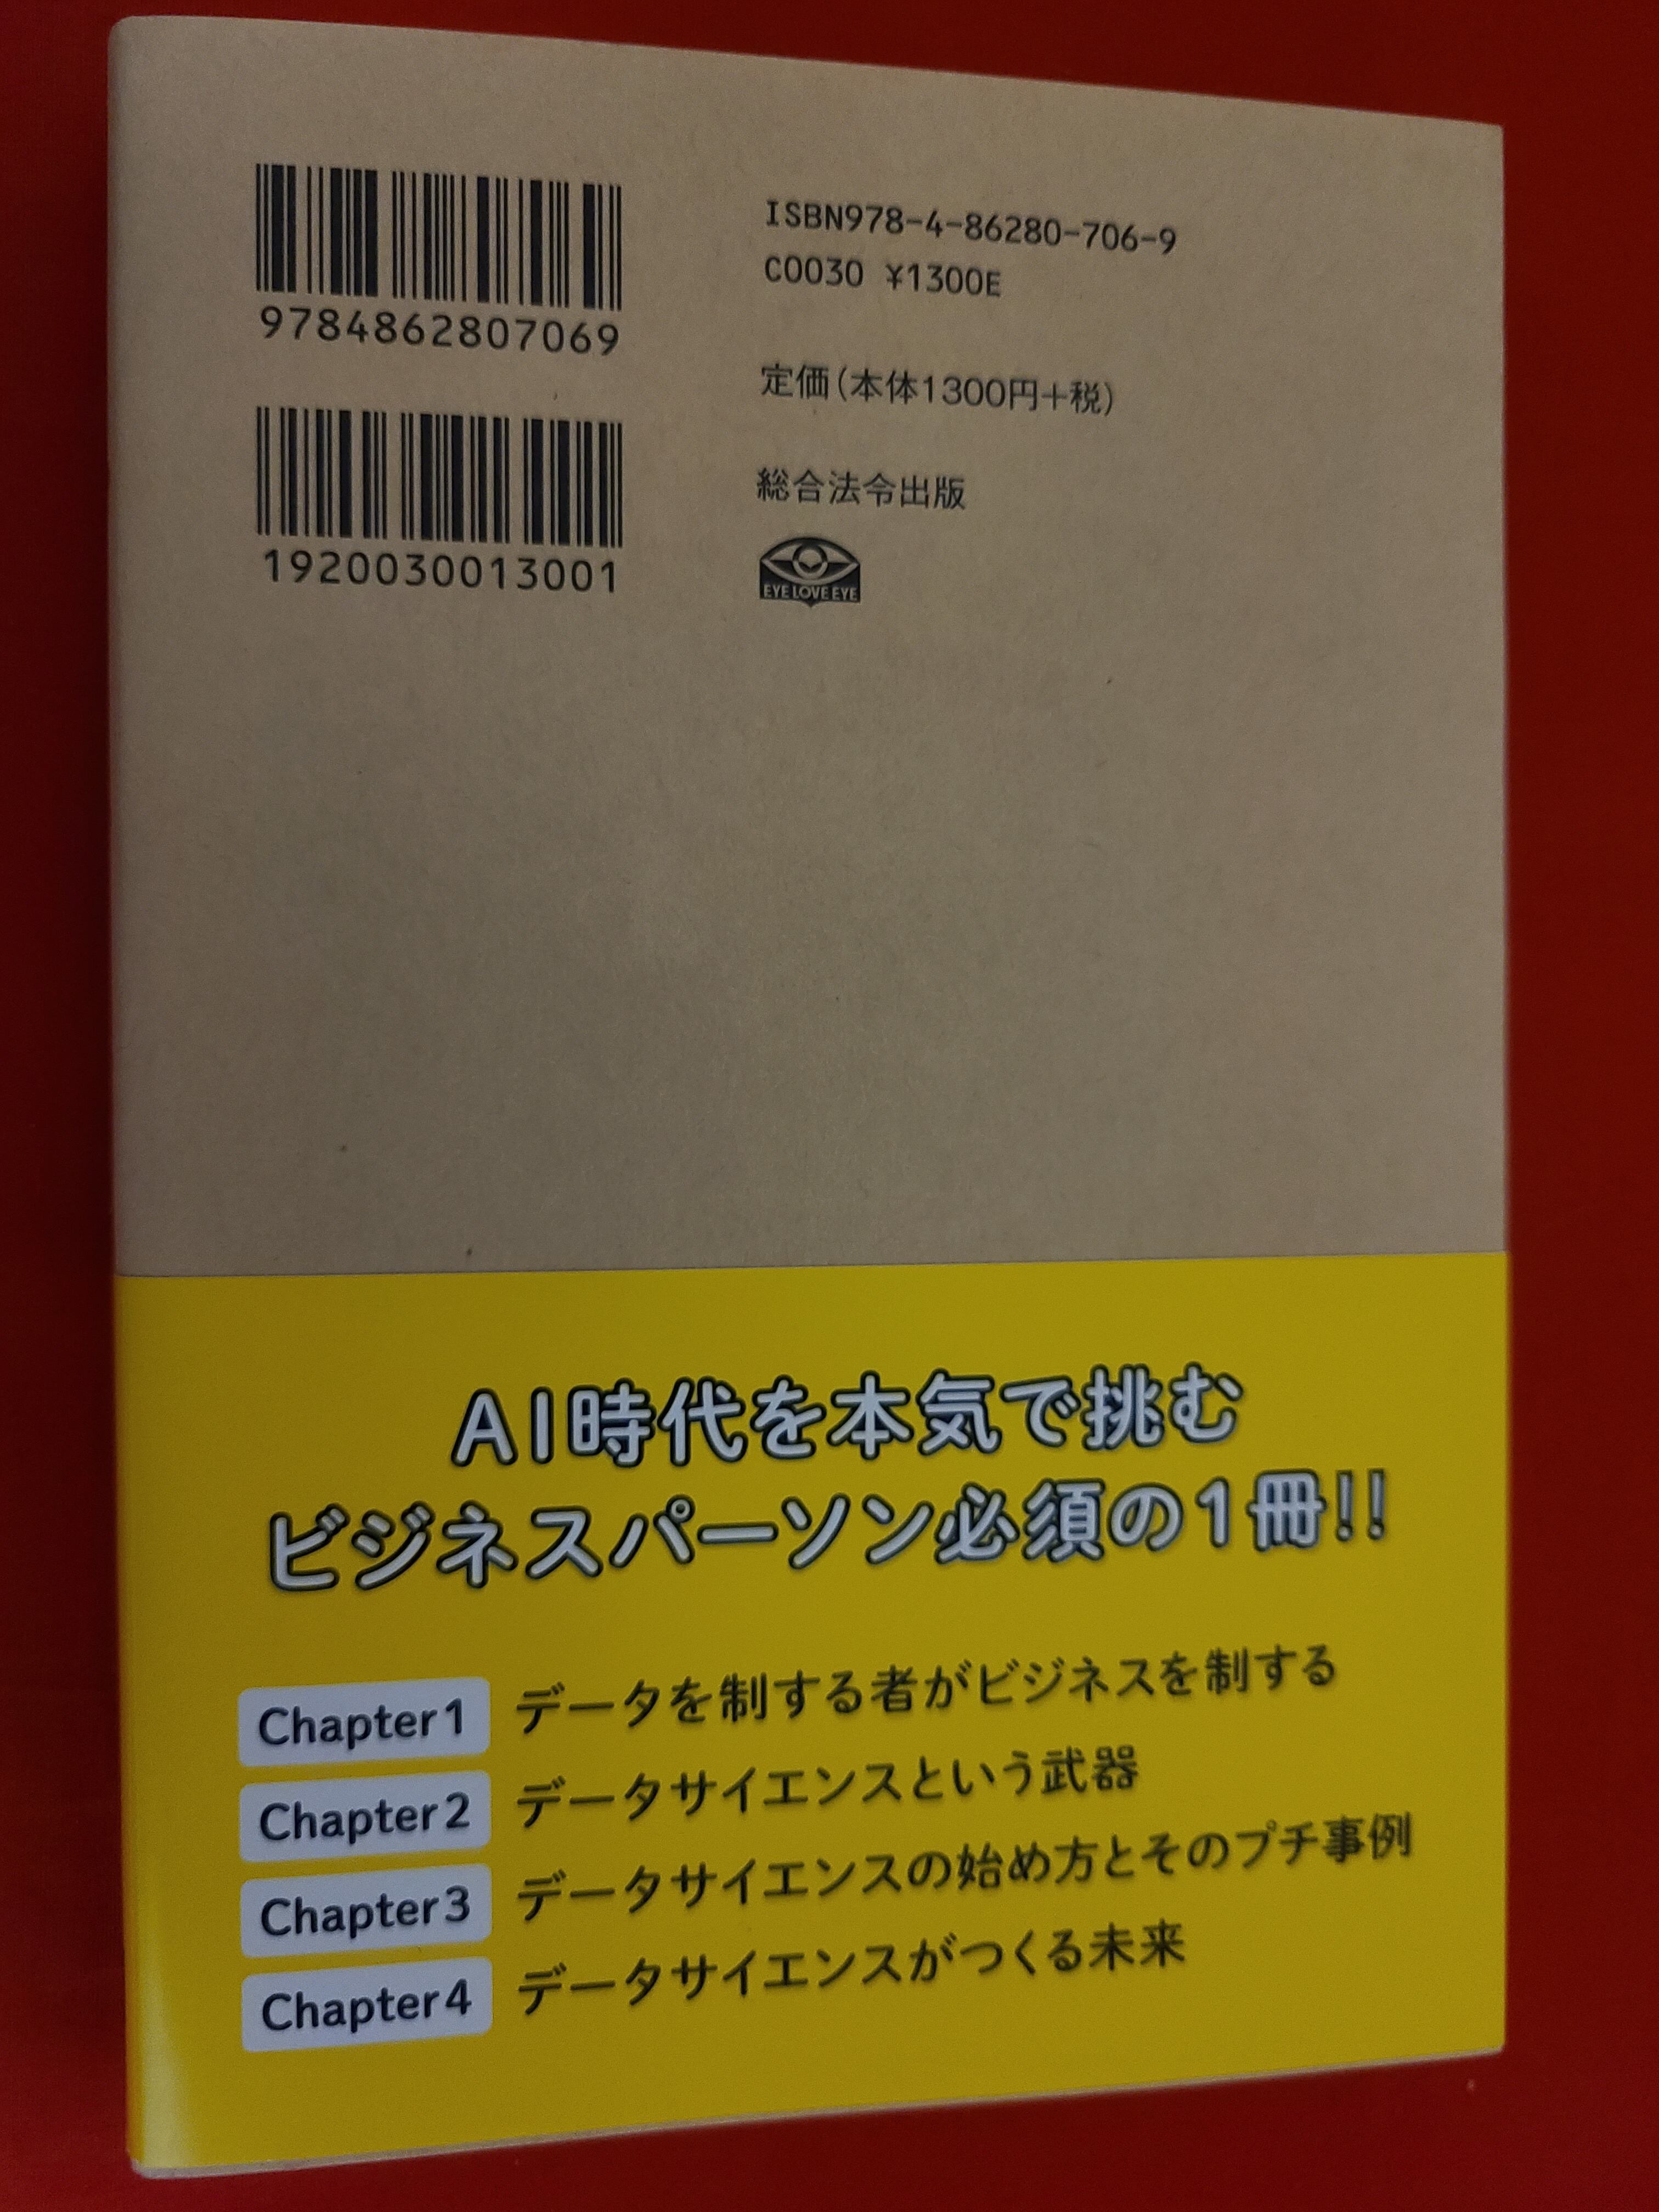 9784862807069
1920030013001
ISBN978-4-86280-706-9
C0030 ¥1300E
定価(本体1300円+税)
総合法令出版
EYE LOVE EYE
AI時代を本気で挑む
ビジネスパーソン必須の1冊!!
Chapter1 データを制する者がビジネスを制する
Chapter2 データサイエンスという武器
Chapter3 データサイエンスの始め方とそのプチ事例
Chapter4 データサイエンスがつくる未来